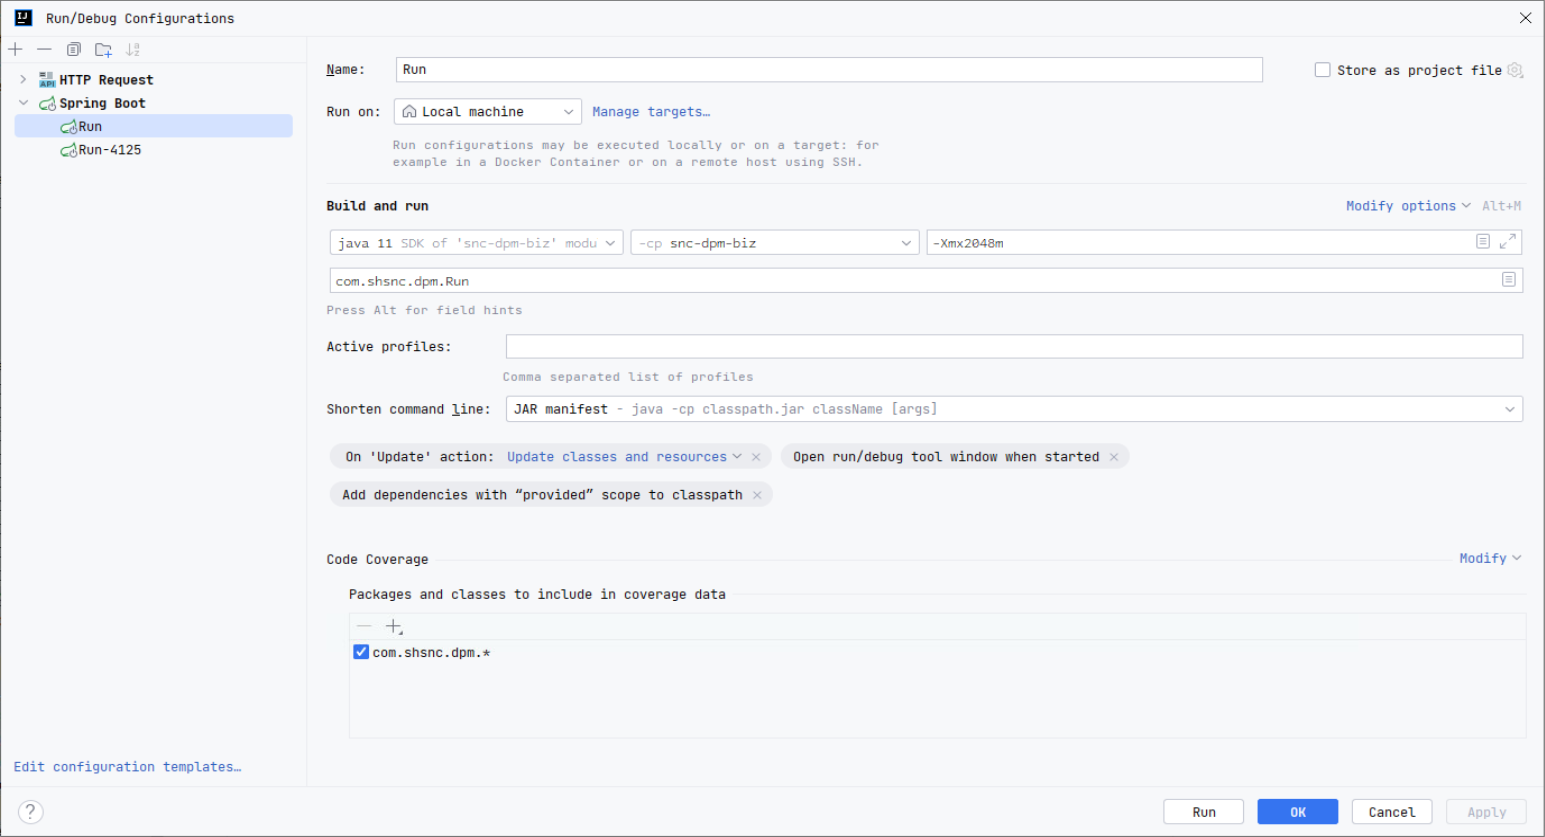 Run/Debug Configurations
HTTP Request
Spring Boot
Run
Run-4125
Edit configuration templates…
Name: Run
Store as project file
Run on: Local machine Manage targets…
Run configurations may be executed locally or on a target: for
example in a Docker Container or on a remote host using SSH.
Build and run Modify options Alt+M
java 11 SDK of 'snc-dpm-biz' modu -cp snc-dpm-biz -Xmx2048m
com.shsnc.dpm.Run
Press Alt for field hints
Active profiles:
Comma separated list of profiles
Shorten command line: JAR manifest - java -cp classpath.jar className [args]
On 'Update' action: Update classes and resources Open run/debug tool window when started
Add dependencies with “provided” scope to classpath
Code Coverage Modify
Packages and classes to include in coverage data
com.shsnc.dpm.*
? Run OK Cancel Apply